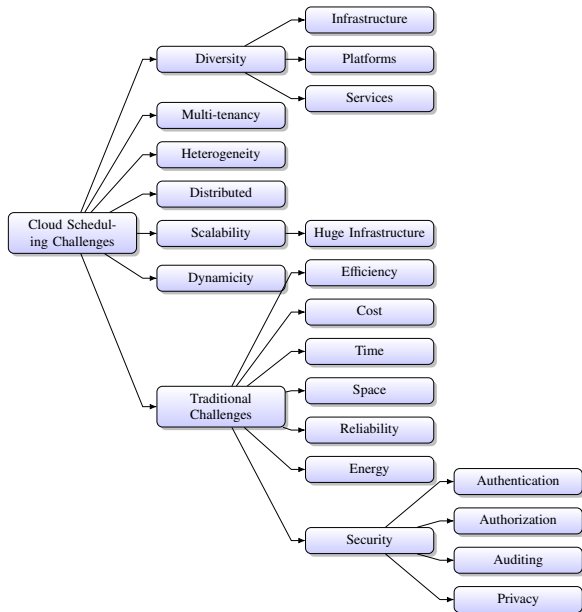 Infrastructure
Diversity
Platforms
Services
Multi-tenancy
Heterogeneity
Distributed
Cloud Schedul-
ing Challenges
Scalability
Huge Infrastructure
Dynamicity
Efficiency
Cost
Time
Traditional
Challenges
Space
Reliability
Energy
Security
Authentication
Authorization
Auditing
Privacy